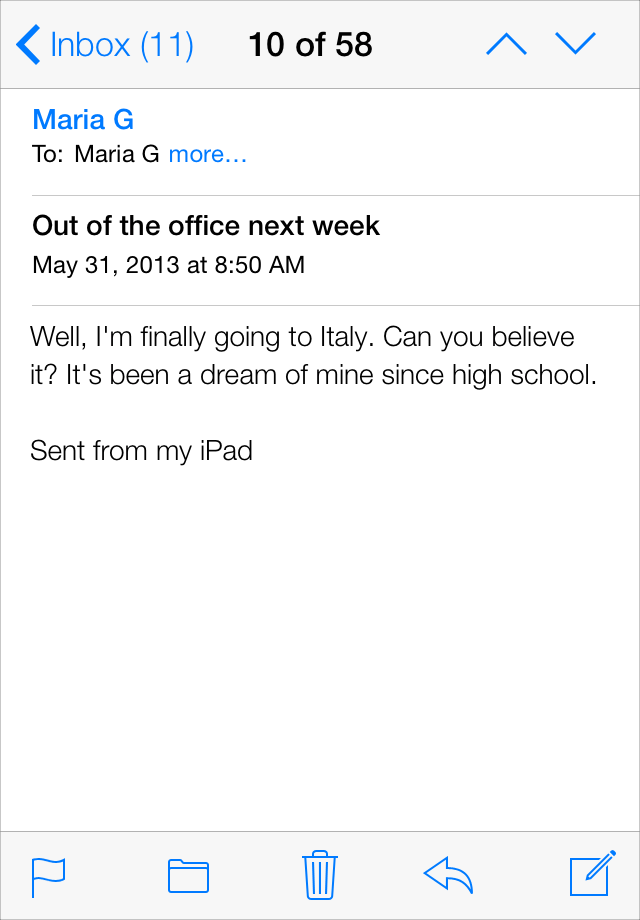 Inbox (11) 10 of 58
Maria G
To: Maria G more...
Out of the office next week
May 31, 2013 at 8:50 AM
Well, I'm finally going to Italy. Can you believe
it? It's been a dream of mine since high school.
Sent from my iPad